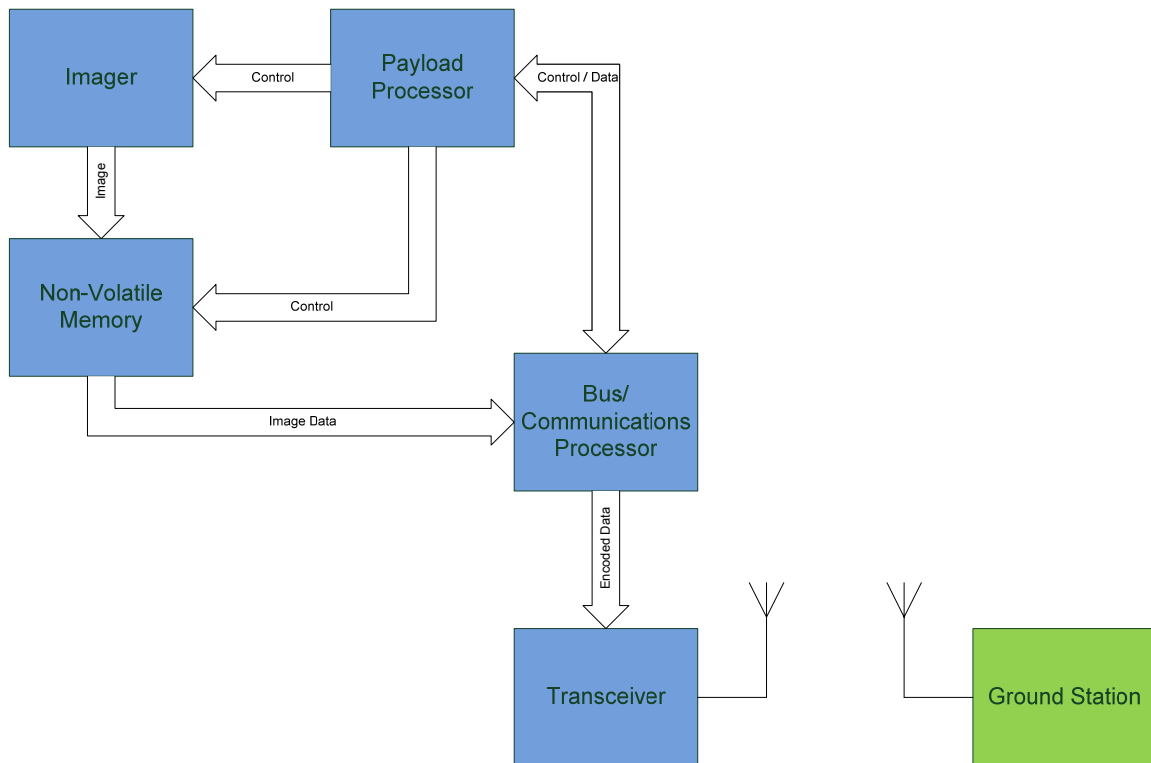 Imager
Control
Payload
Processor
Control / Data
Image
Non-Volatile
Memory
Control
Image Data
Bus/
Communications
Processor
Encoded Data
Transceiver
Ground Station